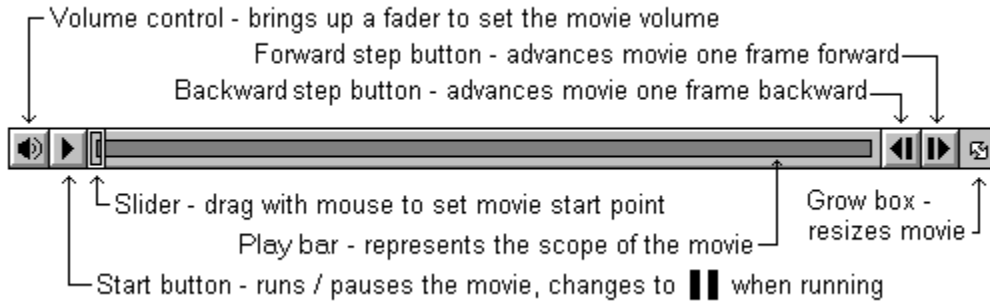 Volume control - brings up a fader to set the movie volume
Forward step button - advances movie one frame forward
Backward step button - advances movie one frame backward
Slider - drag with mouse to set movie start point
Grow box -
resizes movie
Play bar - represents the scope of the movie
Start button - runs / pauses the movie, changes to ▌▌ when running